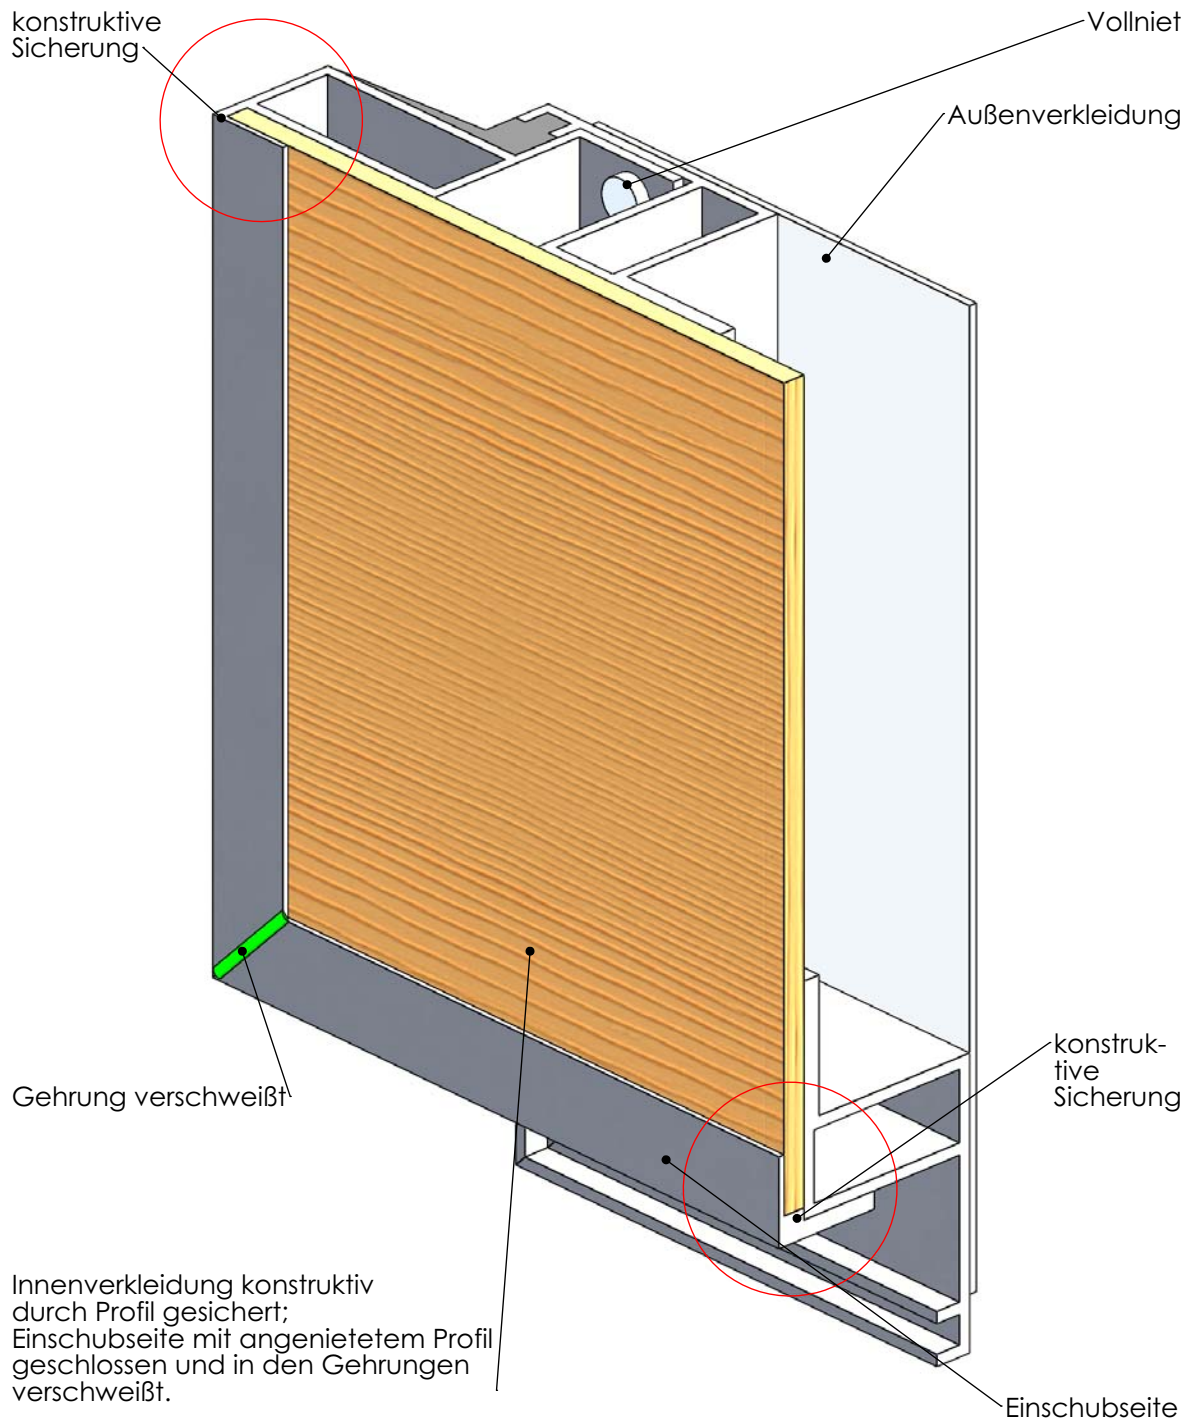 konstruktive
Sicherung
Vollniet
Außenverkleidung
konstruk-
tive
Sicherung
Gehrung verschweißt
Innenverkleidung konstruktiv
durch Profil gesichert;
Einschubseite mit angenietetem Profil
geschlossen und in den Gehrungen
verschweißt.
Einschubseite